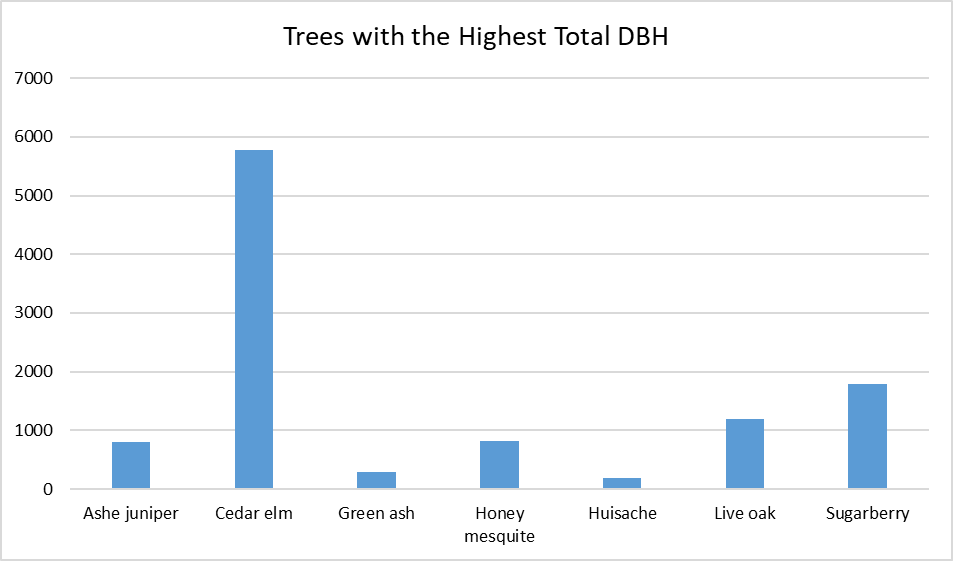 Trees with the Highest Total DBH
7000
6000
5000
4000
3000
2000
1000
0
Ashe juniper
Cedar elm
Green ash
Honey
mesquite
Huisache
Live oak
Sugarberry